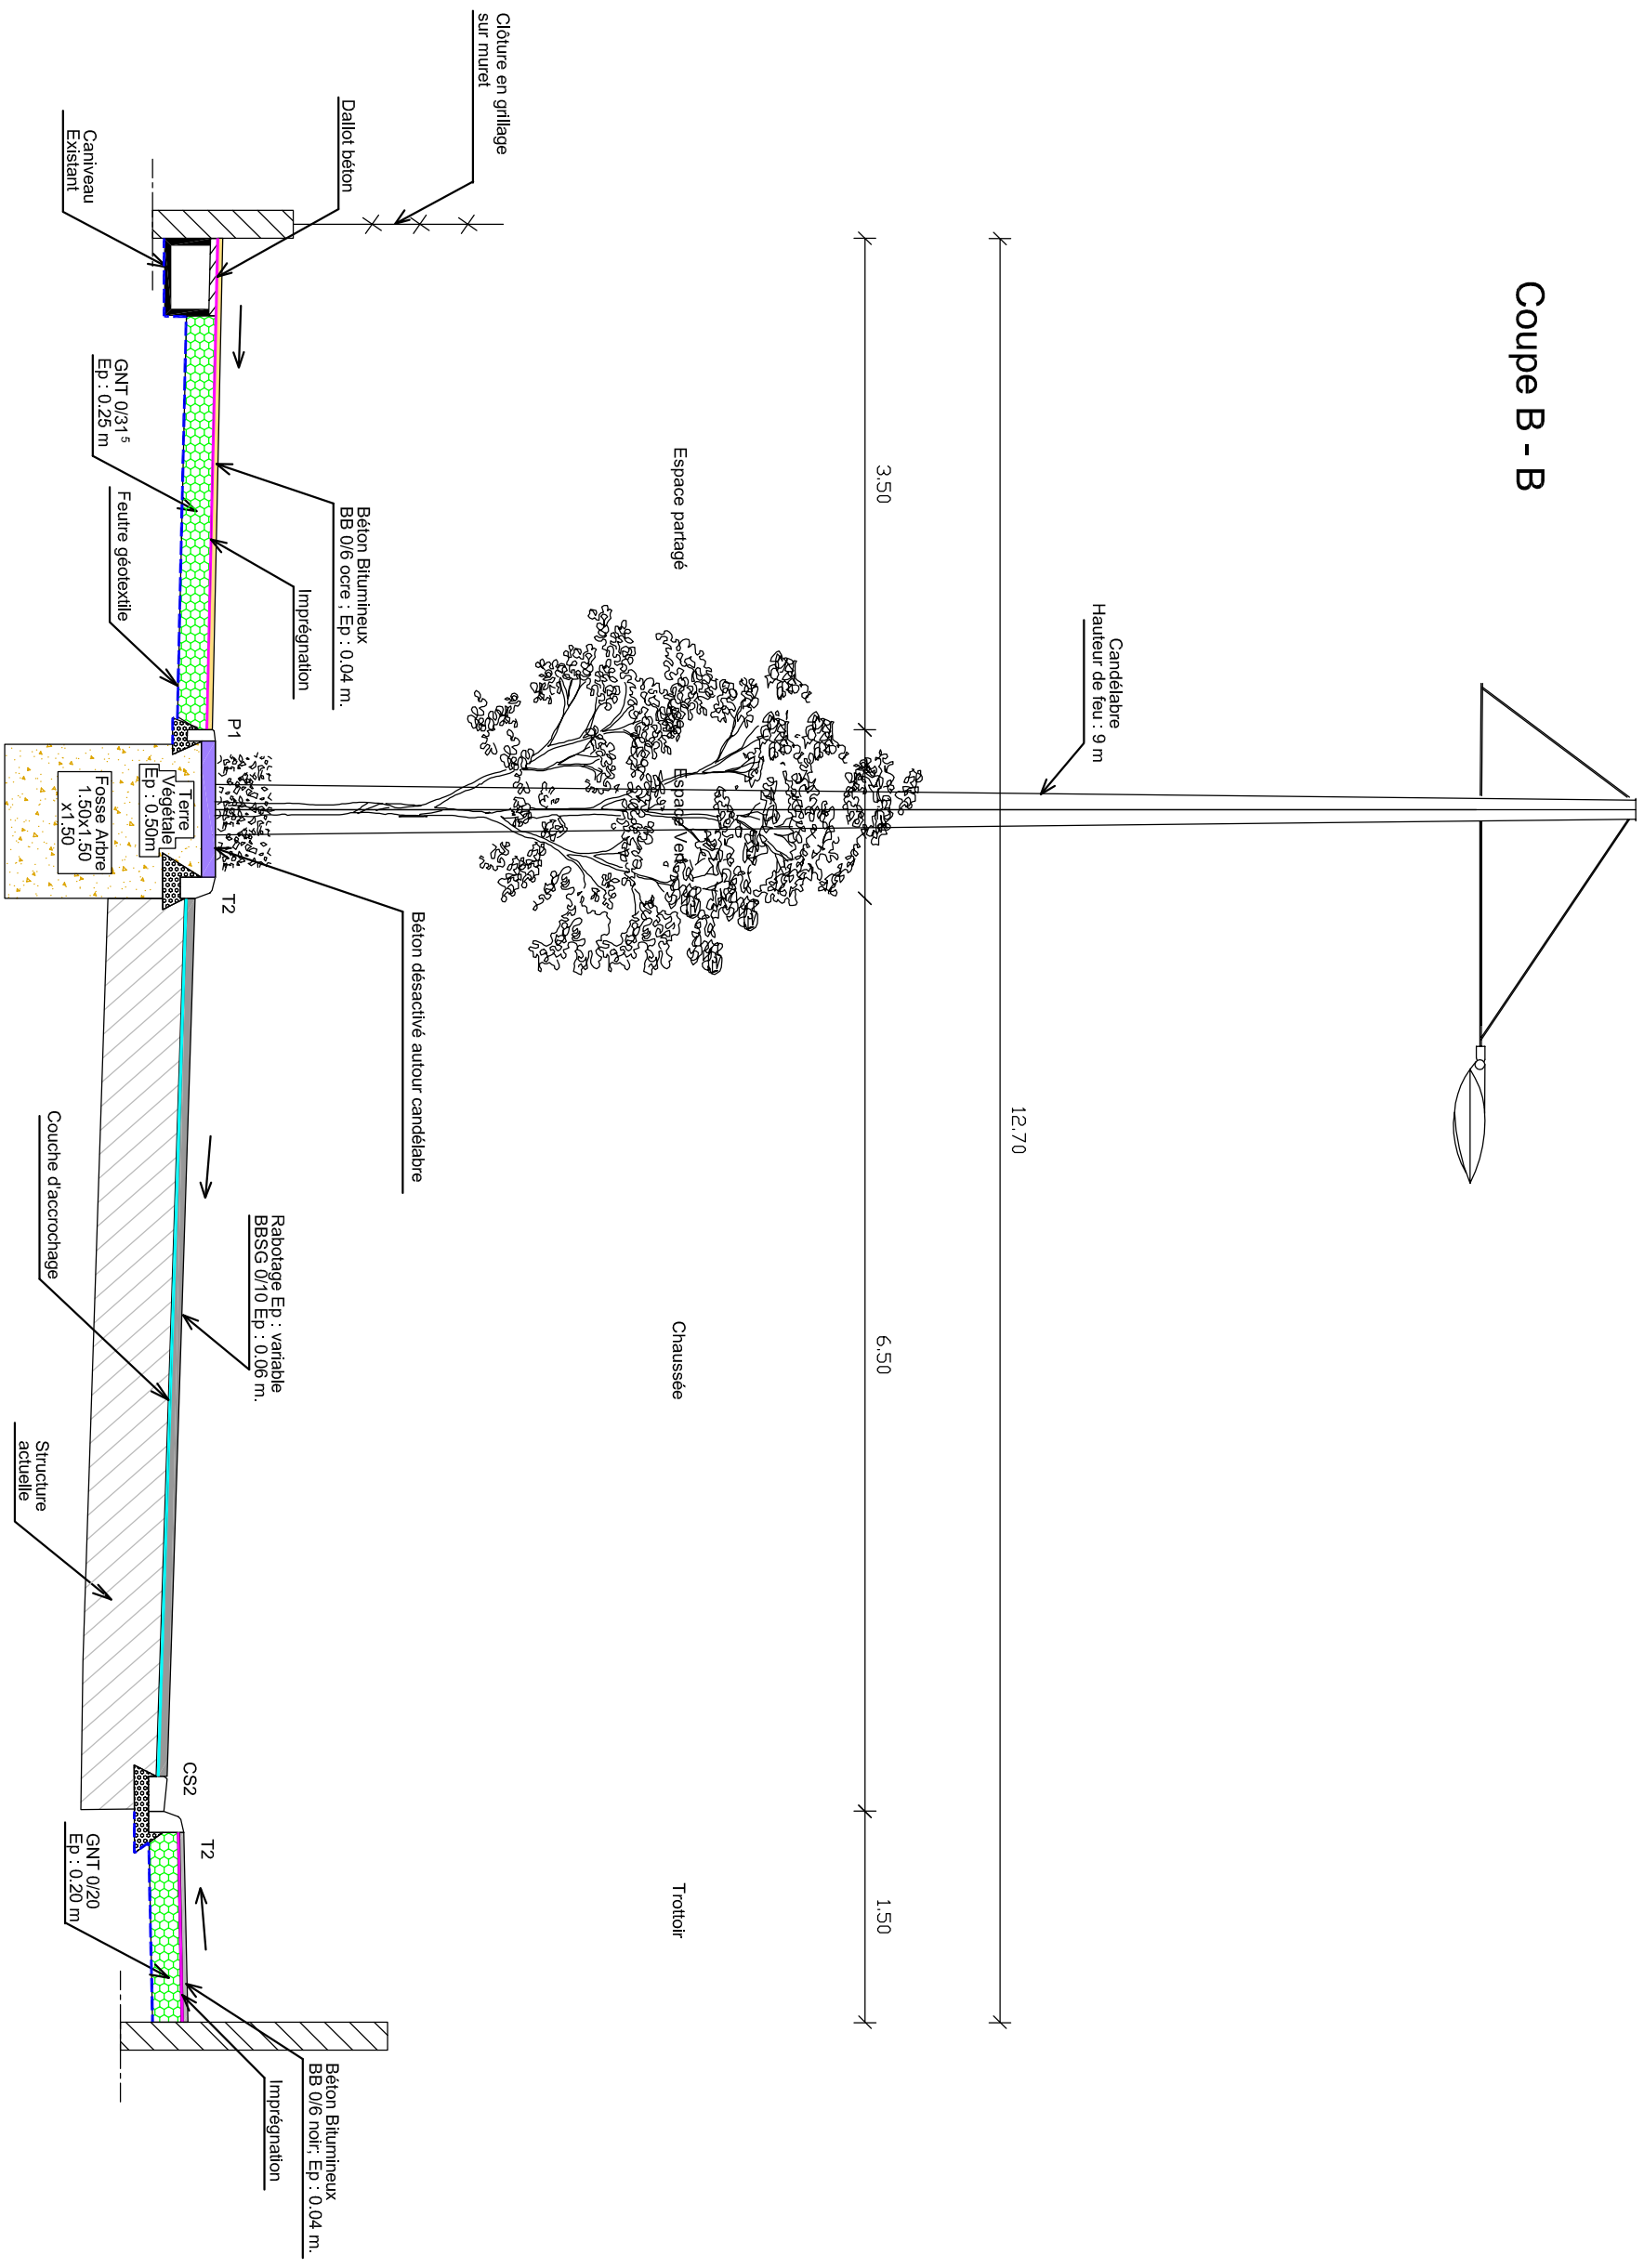 Coupe B - B
Candélabre
Hauteur de feu : 9 m
12.70
3.50
6.50
1.50
Espace partagé
Espace Vert
Chaussée
Trottoir
Clôture en grillage
sur muret
Dallot béton
Caniveau
Existant
GNT 0/31⁵
Ep : 0.25 m
Feutre géotextile
Béton Bitumineux
BB 0/6 ocre ; Ep : 0.04 m.
Imprégnation
P1
T2
Terre
Végétale
Ep : 0.50m
Fosse Arbre
1.50x1.50
x1.50
Béton désactivé autour candélabre
Rabotage Ep : variable
BBSG 0/10 Ep : 0.06 m.
Couche d'accrochage
Structure
actuelle
CS2
T2
GNT 0/20
Ep : 0.20 m
Béton Bitumineux
BB 0/6 noir; Ep : 0.04 m.
Imprégnation